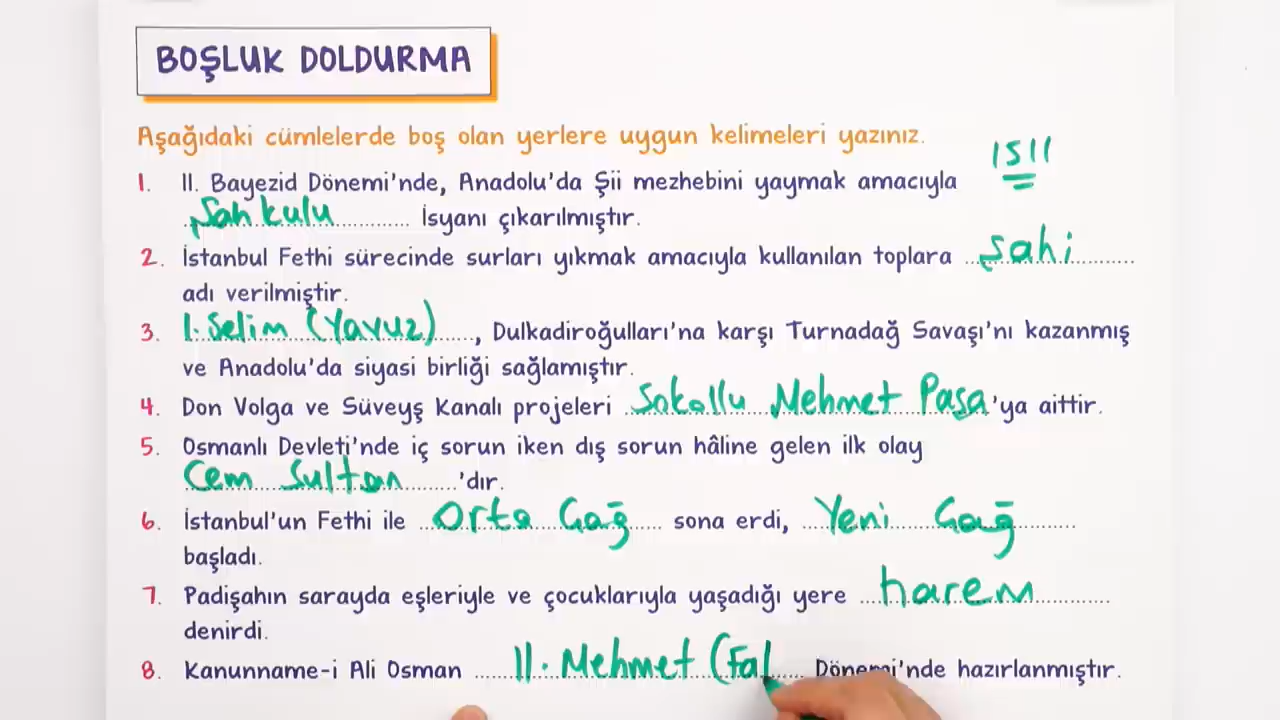 BOŞLUK DOLDURMA
Aşağıdaki cümlelerde boş olan yerlere uygun kelimeleri yazınız.
1511
1. II. Bayezid Dönemi'nde, Anadolu'da Şii mezhebini yaymak amacıyla
Şah kulu İsyanı çıkarılmıştır.
2. İstanbul Fethi sürecinde surları yıkmak amacıyla kullanılan toplara şahi
adı verilmiştir.
3. I. Selim (Yavuz), Dulkadiroğulları'na karşı Turnadağ Savaşı'nı kazanmış
ve Anadolu'da siyasi birliği sağlamıştır.
4. Don Volga ve Süveyş Kanalı projeleri Sokollu Mehmet Paşa'ya aittir.
5. Osmanlı Devleti'nde iç sorun iken dış sorun hâline gelen ilk olay
Cem Sultan'dır.
6. İstanbul'un Fethi ile Orta Çağ sona erdi, Yeni Çağ
başladı.
7. Padişahın sarayda eşleriyle ve çocuklarıyla yaşadığı yere harem
denirdi.
8. Kanunname-i Ali Osman II. Mehmet (Fa Dönemi'nde hazırlanmıştır.